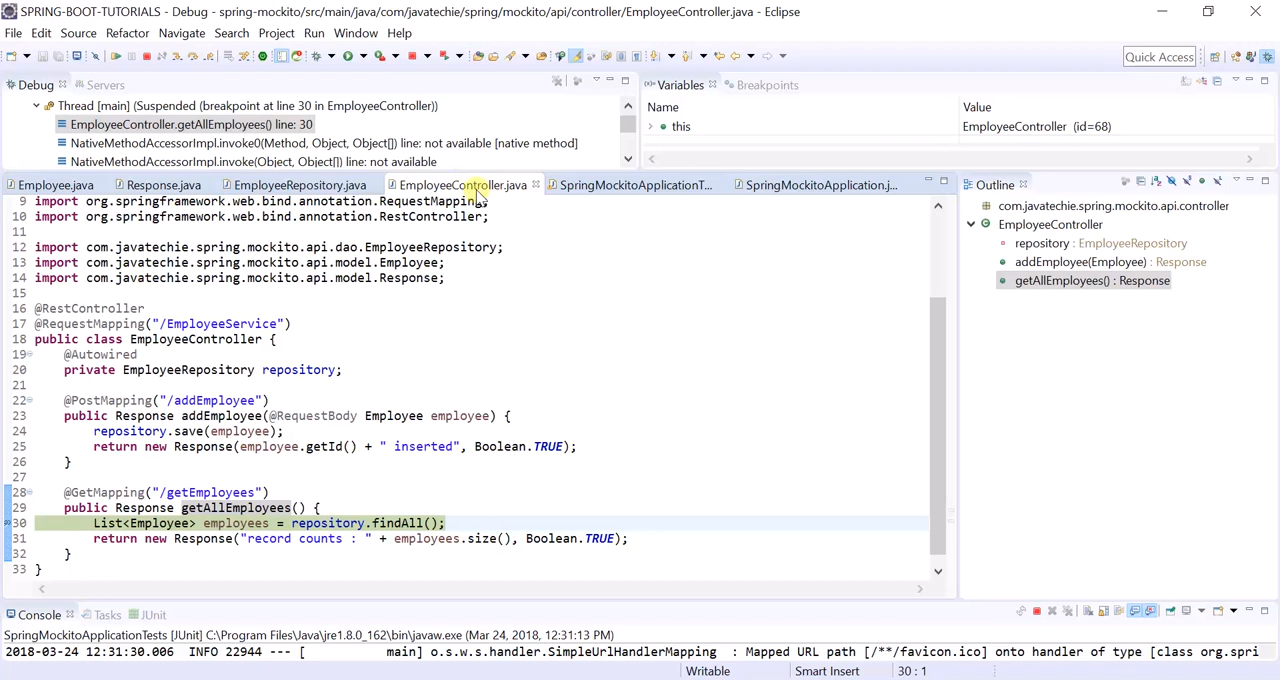 SPRING-BOOT-TUTORIALS - Debug - spring-mockito/src/main/java/com/javatechie/spring/mockito/api/controller/EmployeeController.java - Eclipse
File Edit Source Refactor Navigate Search Project Run Window Help
Quick Access
Debug Servers
Thread [main] (Suspended (breakpoint at line 30 in EmployeeController))
EmployeeController.getAllEmployees() line: 30
NativeMethodAccessorImpl.invoke0(Method, Object, Object[]) line: not available [native method]
NativeMethodAccessorImpl.invoke(Object, Object[]) line: not available
Variables Breakpoints
Name Value
this EmployeeController (id=68)
Employee.java Response.java EmployeeRepository.java EmployeeController.java SpringMockitoApplicationT... SpringMockitoApplication.j...
9 import org.springframework.web.bind.annotation.RequestMapping;
10 import org.springframework.web.bind.annotation.RestController;
11
12 import com.javatechie.spring.mockito.api.dao.EmployeeRepository;
13 import com.javatechie.spring.mockito.api.model.Employee;
14 import com.javatechie.spring.mockito.api.model.Response;
15
16 @RestController
17 @RequestMapping("/EmployeeService")
18 public class EmployeeController {
19 @Autowired
20 private EmployeeRepository repository;
21
22 @PostMapping("/addEmployee")
23 public Response addEmployee(@RequestBody Employee employee) {
24 repository.save(employee);
25 return new Response(employee.getId() + " inserted", Boolean.TRUE);
26 }
27
28 @GetMapping("/getEmployees")
29 public Response getAllEmployees() {
30 List<Employee> employees = repository.findAll();
31 return new Response("record counts : " + employees.size(), Boolean.TRUE);
32 }
33 }
Outline
com.javatechie.spring.mockito.api.controller
EmployeeController
repository : EmployeeRepository
addEmployee(Employee) : Response
getAllEmployees() : Response
Console Tasks JUnit
SpringMockitoApplicationTests [JUnit] C:\Program Files\Java\jre1.8.0_162\bin\javaw.exe (Mar 24, 2018, 12:31:13 PM)
2018-03-24 12:31:30.006 INFO 22944 --- [ main] o.s.w.s.handler.SimpleUrlHandlerMapping : Mapped URL path [/**/favicon.ico] onto handler of type [class org.spri
Writable Smart Insert 30 : 1